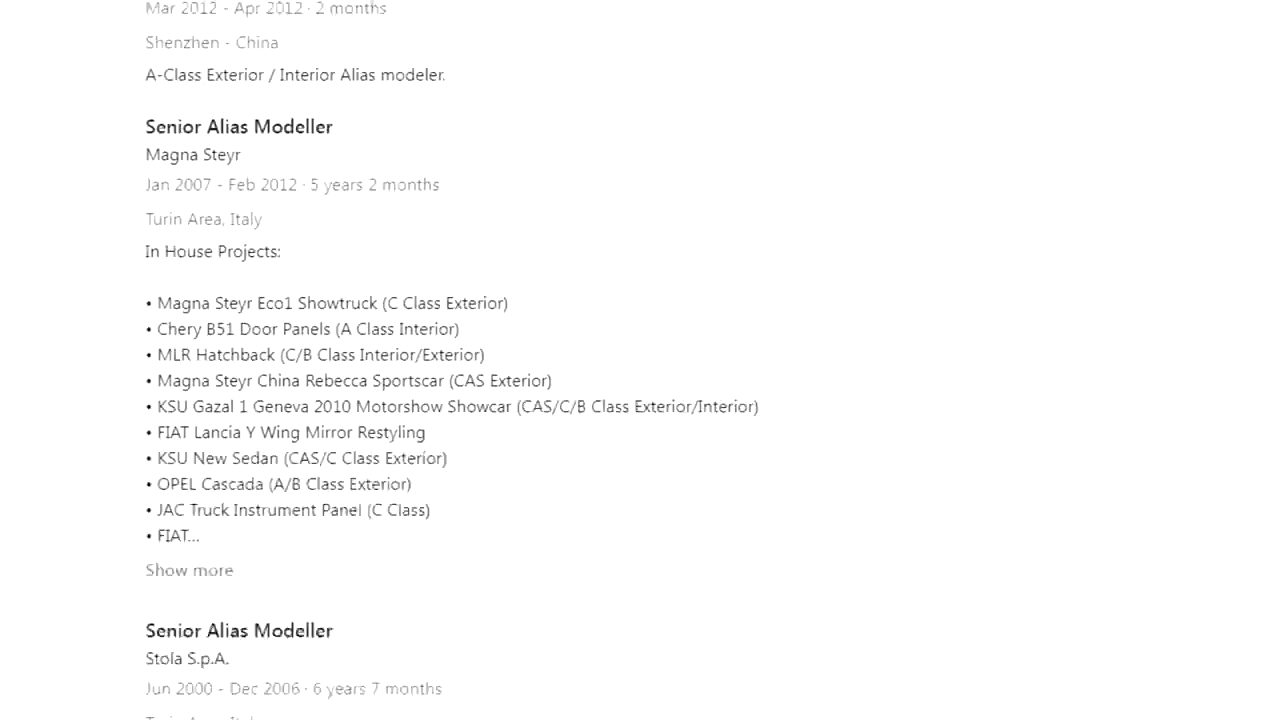 Mar 2012 - Apr 2012 · 2 months
Shenzhen - China
A-Class Exterior / Interior Alias modeler.
Senior Alias Modeller
Magna Steyr
Jan 2007 - Feb 2012 · 5 years 2 months
Turin Area, Italy
In House Projects:
• Magna Steyr Eco1 Showtruck (C Class Exterior)
• Chery B51 Door Panels (A Class Interior)
• MLR Hatchback (C/B Class Interior/Exterior)
• Magna Steyr China Rebecca Sportscar (CAS Exterior)
• KSU Gazal 1 Geneva 2010 Motorshow Showcar (CAS/C/B Class Exterior/Interior)
• FIAT Lancia Y Wing Mirror Restyling
• KSU New Sedan (CAS/C Class Exterior)
• OPEL Cascada (A/B Class Exterior)
• JAC Truck Instrument Panel (C Class)
• FIAT...
Show more
Senior Alias Modeller
Stola S.p.A.
Jun 2000 - Dec 2006 · 6 years 7 months